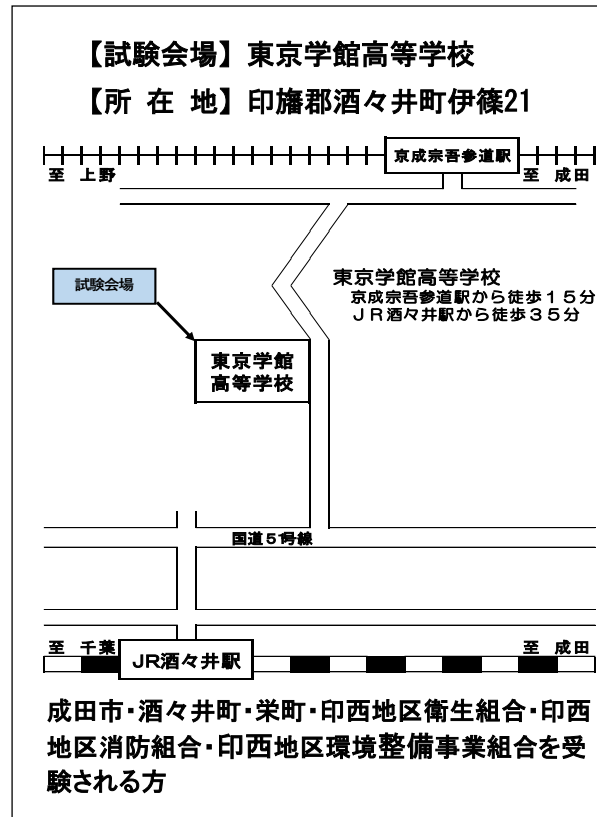 【試験会場】東京学館高等学校
【所 在 地】印旛郡酒々井町伊篠21
京成宗吾参道駅
至 上野
至 成田
試験会場
東京学館高等学校
京成宗吾参道駅から徒歩15分
JR酒々井駅から徒歩35分
東京学館
高等学校
国道51号線
至 千葉
至 成田
JR酒々井駅
成田市・酒々井町・栄町・印西地区衛生組合・印西
地区消防組合・印西地区環境整備事業組合を受
験される方